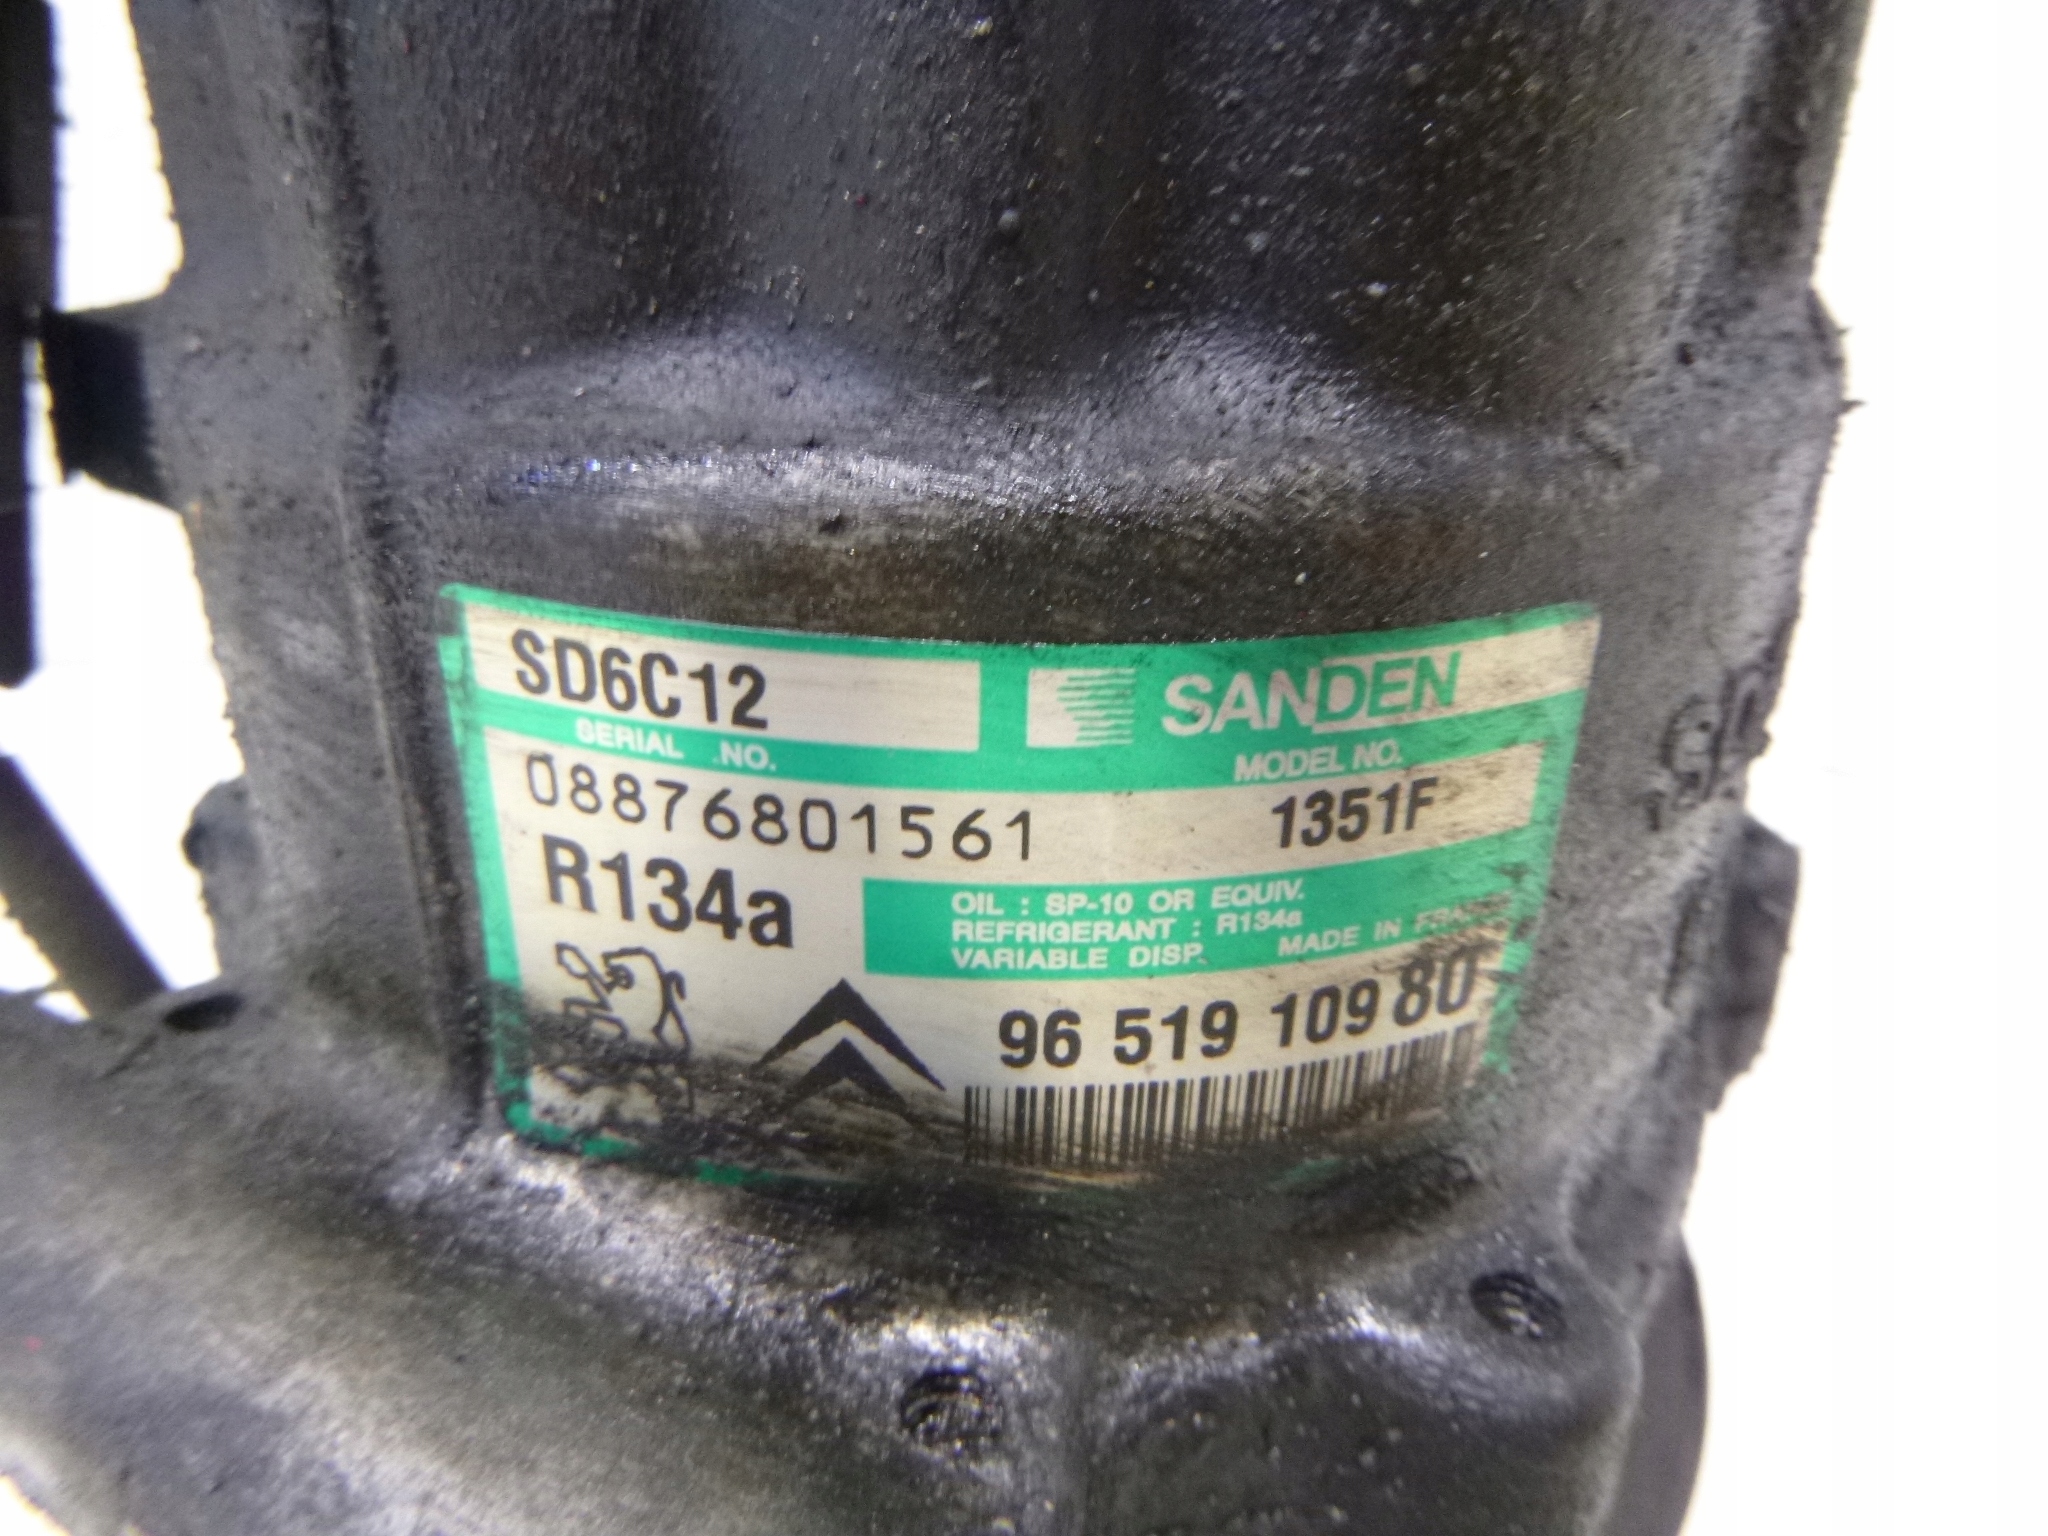 SD6C12
SANDEN
SERIAL NO.
MODEL NO.
08876801561
1351F
R134a
OIL : SP-10 OR EQUIV.
REFRIGERANT : R134a
VARIABLE DISP. MADE IN FRANCE
96 519 109 80